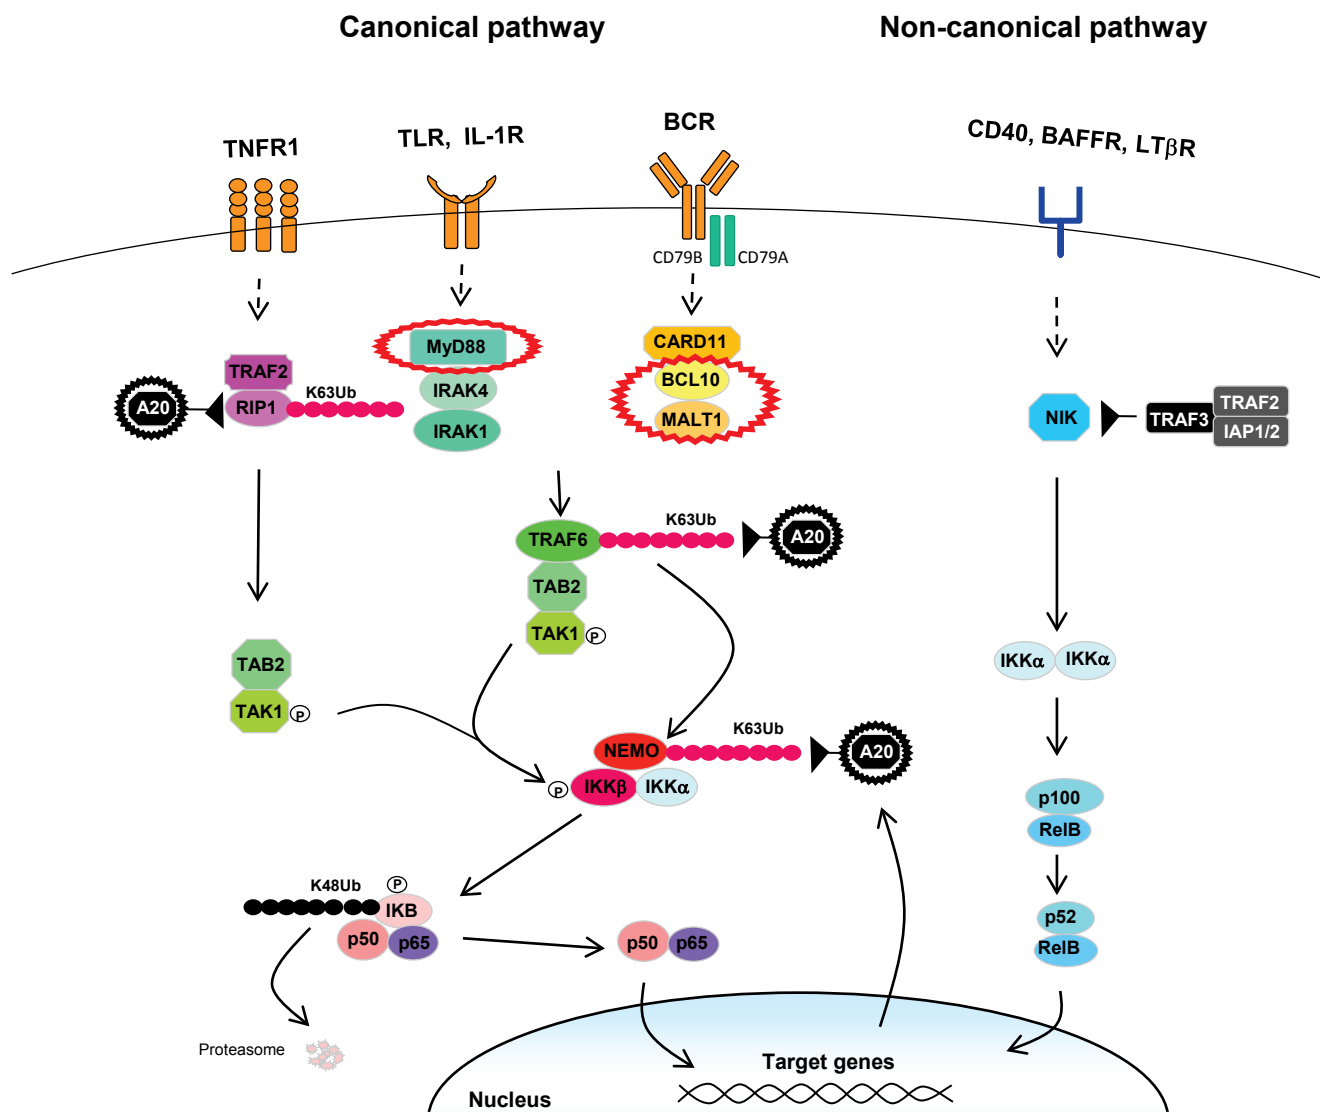 Canonical pathway
Non-canonical pathway
TNFR1
TLR, IL-1R
BCR
CD40, BAFFR, LTβR
CD79B
CD79A
TRAF2
RIP1
K63Ub
A20
MyD88
IRAK4
IRAK1
CARD11
BCL10
MALT1
NIK
TRAF3
TRAF2
IAP1/2
TRAF6
K63Ub
A20
TAB2
TAK1
P
TAB2
TAK1
P
IKKα
IKKα
NEMO
K63Ub
A20
P
IKKβ
IKKα
p100
RelB
K48Ub
P
IKB
p50
p65
p50
p65
p52
RelB
Proteasome
Target genes
Nucleus